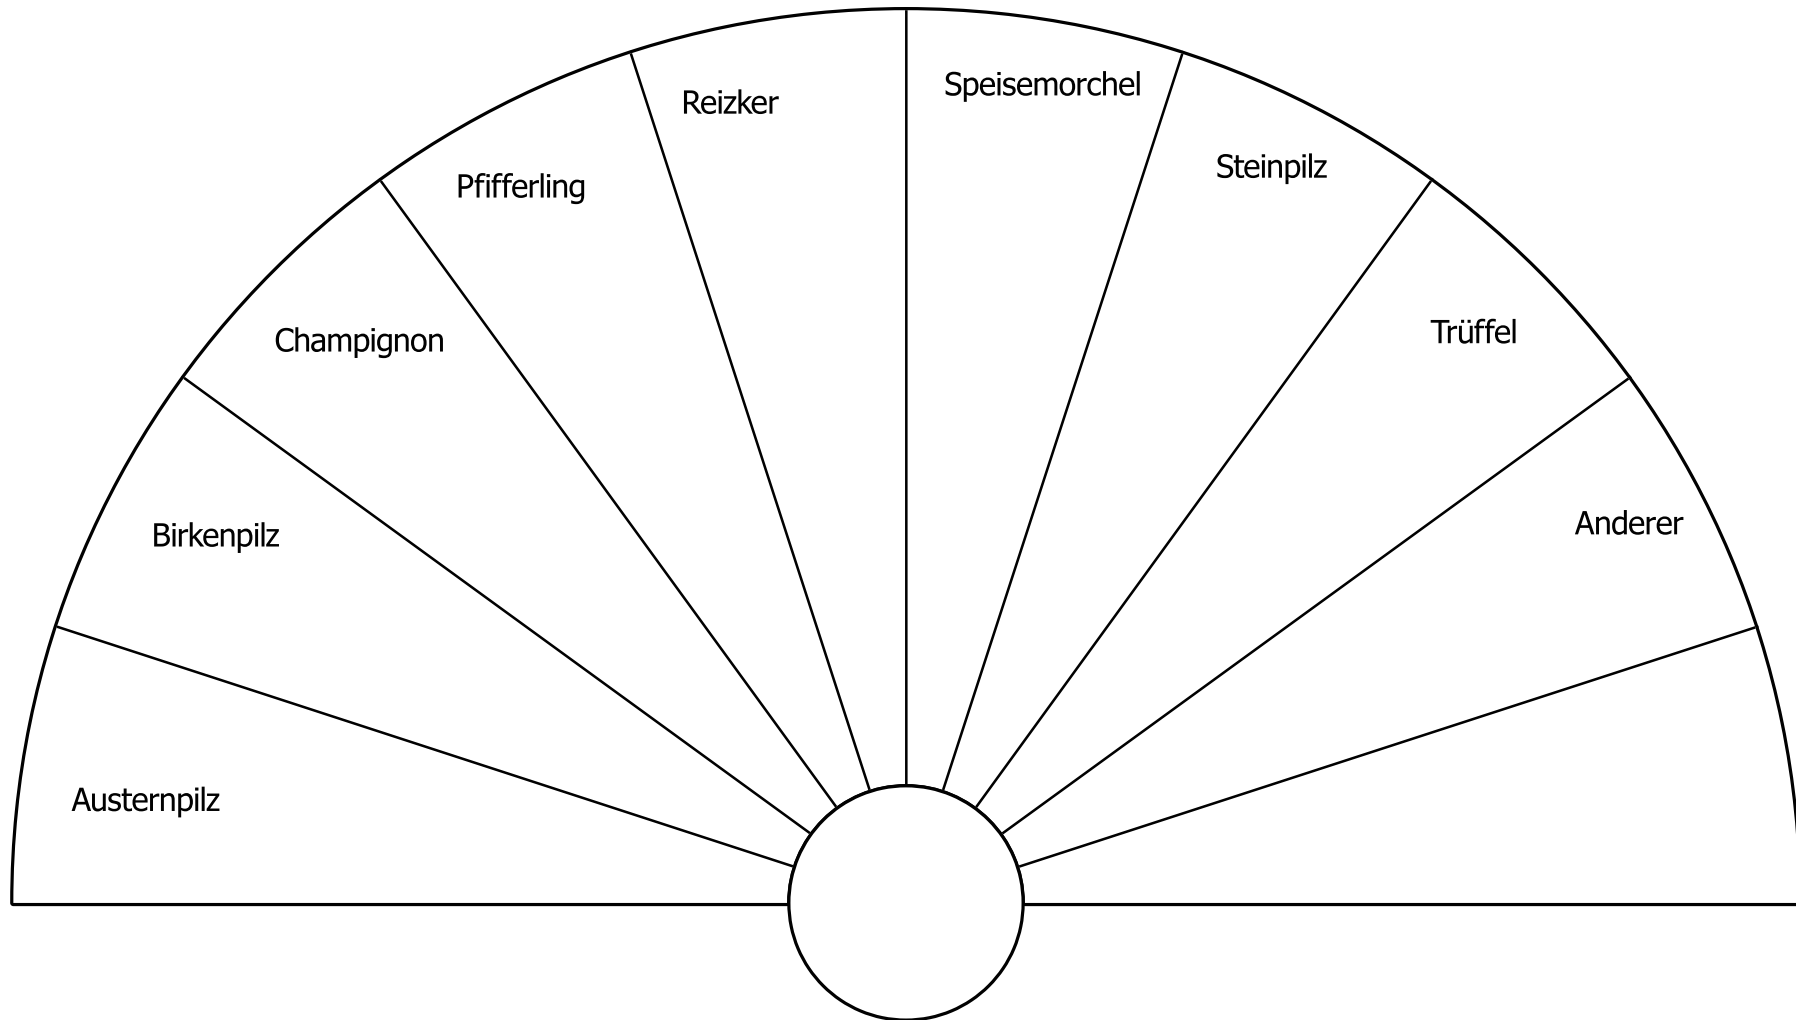 Austernpilz
Birkenpilz
Champignon
Pfifferling
Reizker
Speisemorchel
Steinpilz
Trüffel
Anderer